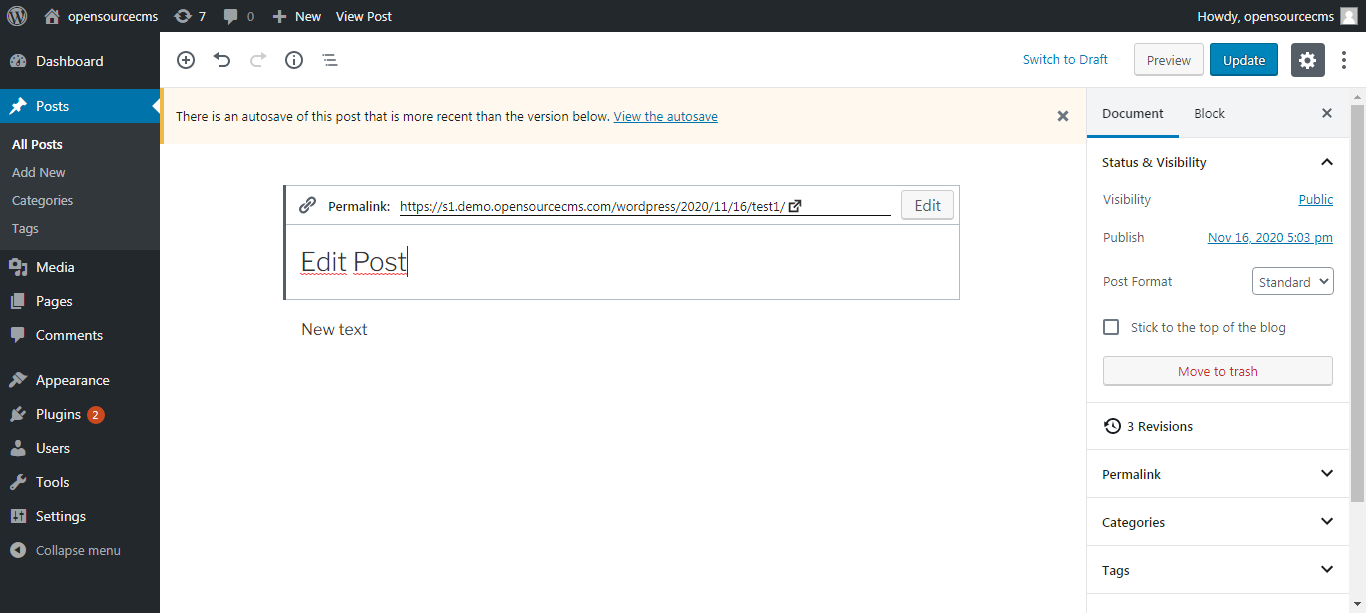 opensourcecms 7 0 New View Post Howdy, opensourcecms
Dashboard
Posts
All Posts
Add New
Categories
Tags
Media
Pages
Comments
Appearance
Plugins 2
Users
Tools
Settings
Collapse menu
Switch to Draft Preview Update
There is an autosave of this post that is more recent than the version below. View the autosave
Permalink: https://s1.demo.opensourcecms.com/wordpress/2020/11/16/test1/ Edit
Edit Post
New text
Document Block
Status & Visibility
Visibility Public
Publish Nov 16, 2020 5:03 pm
Post Format Standard
Stick to the top of the blog
Move to trash
3 Revisions
Permalink
Categories
Tags